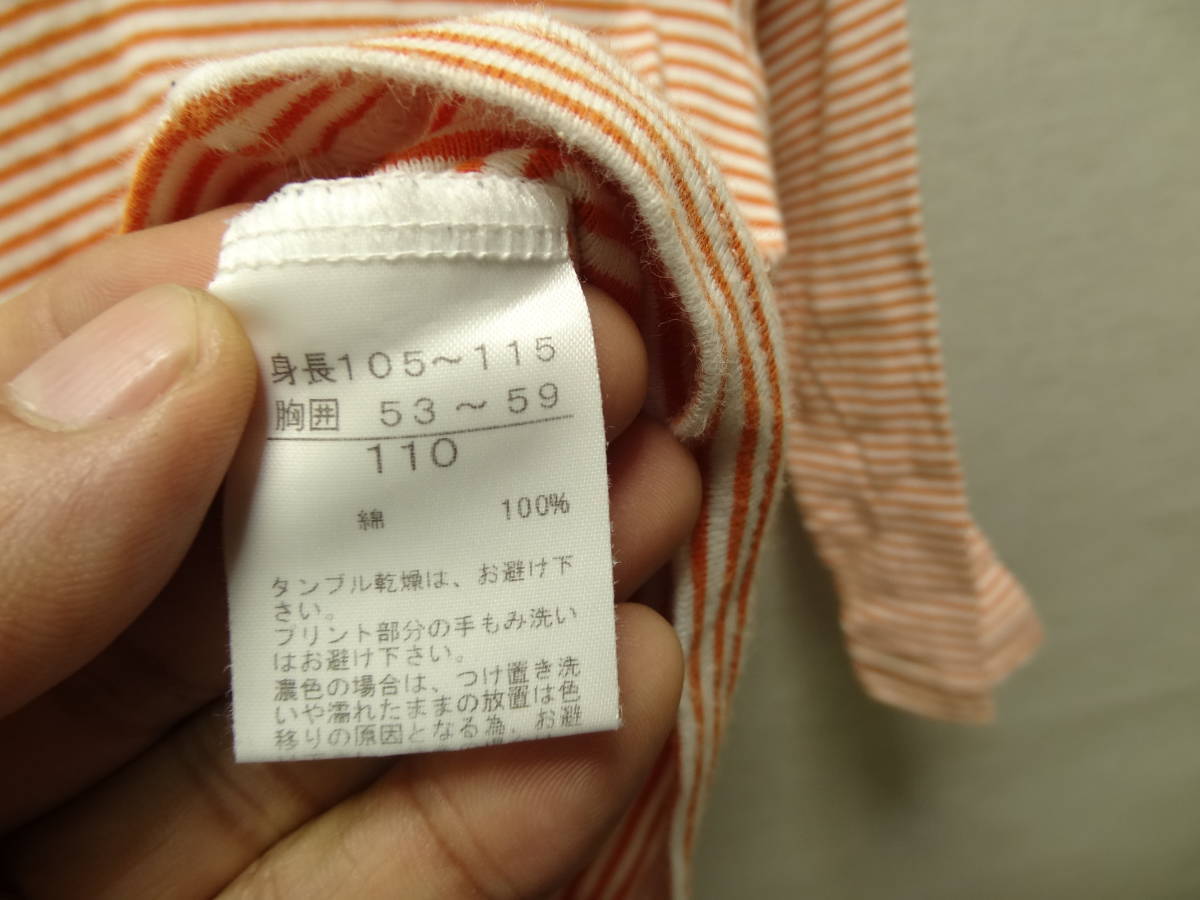 身長１０５～１１５
胸囲　５３～５９
１１０
綿　100%
タンブル乾燥は、お避け下
さい。
プリント部分の手もみ洗い
はお避け下さい。
濃色の場合は、つけ置き洗
いや濡れたままの放置は色
移りの原因となる為、お避